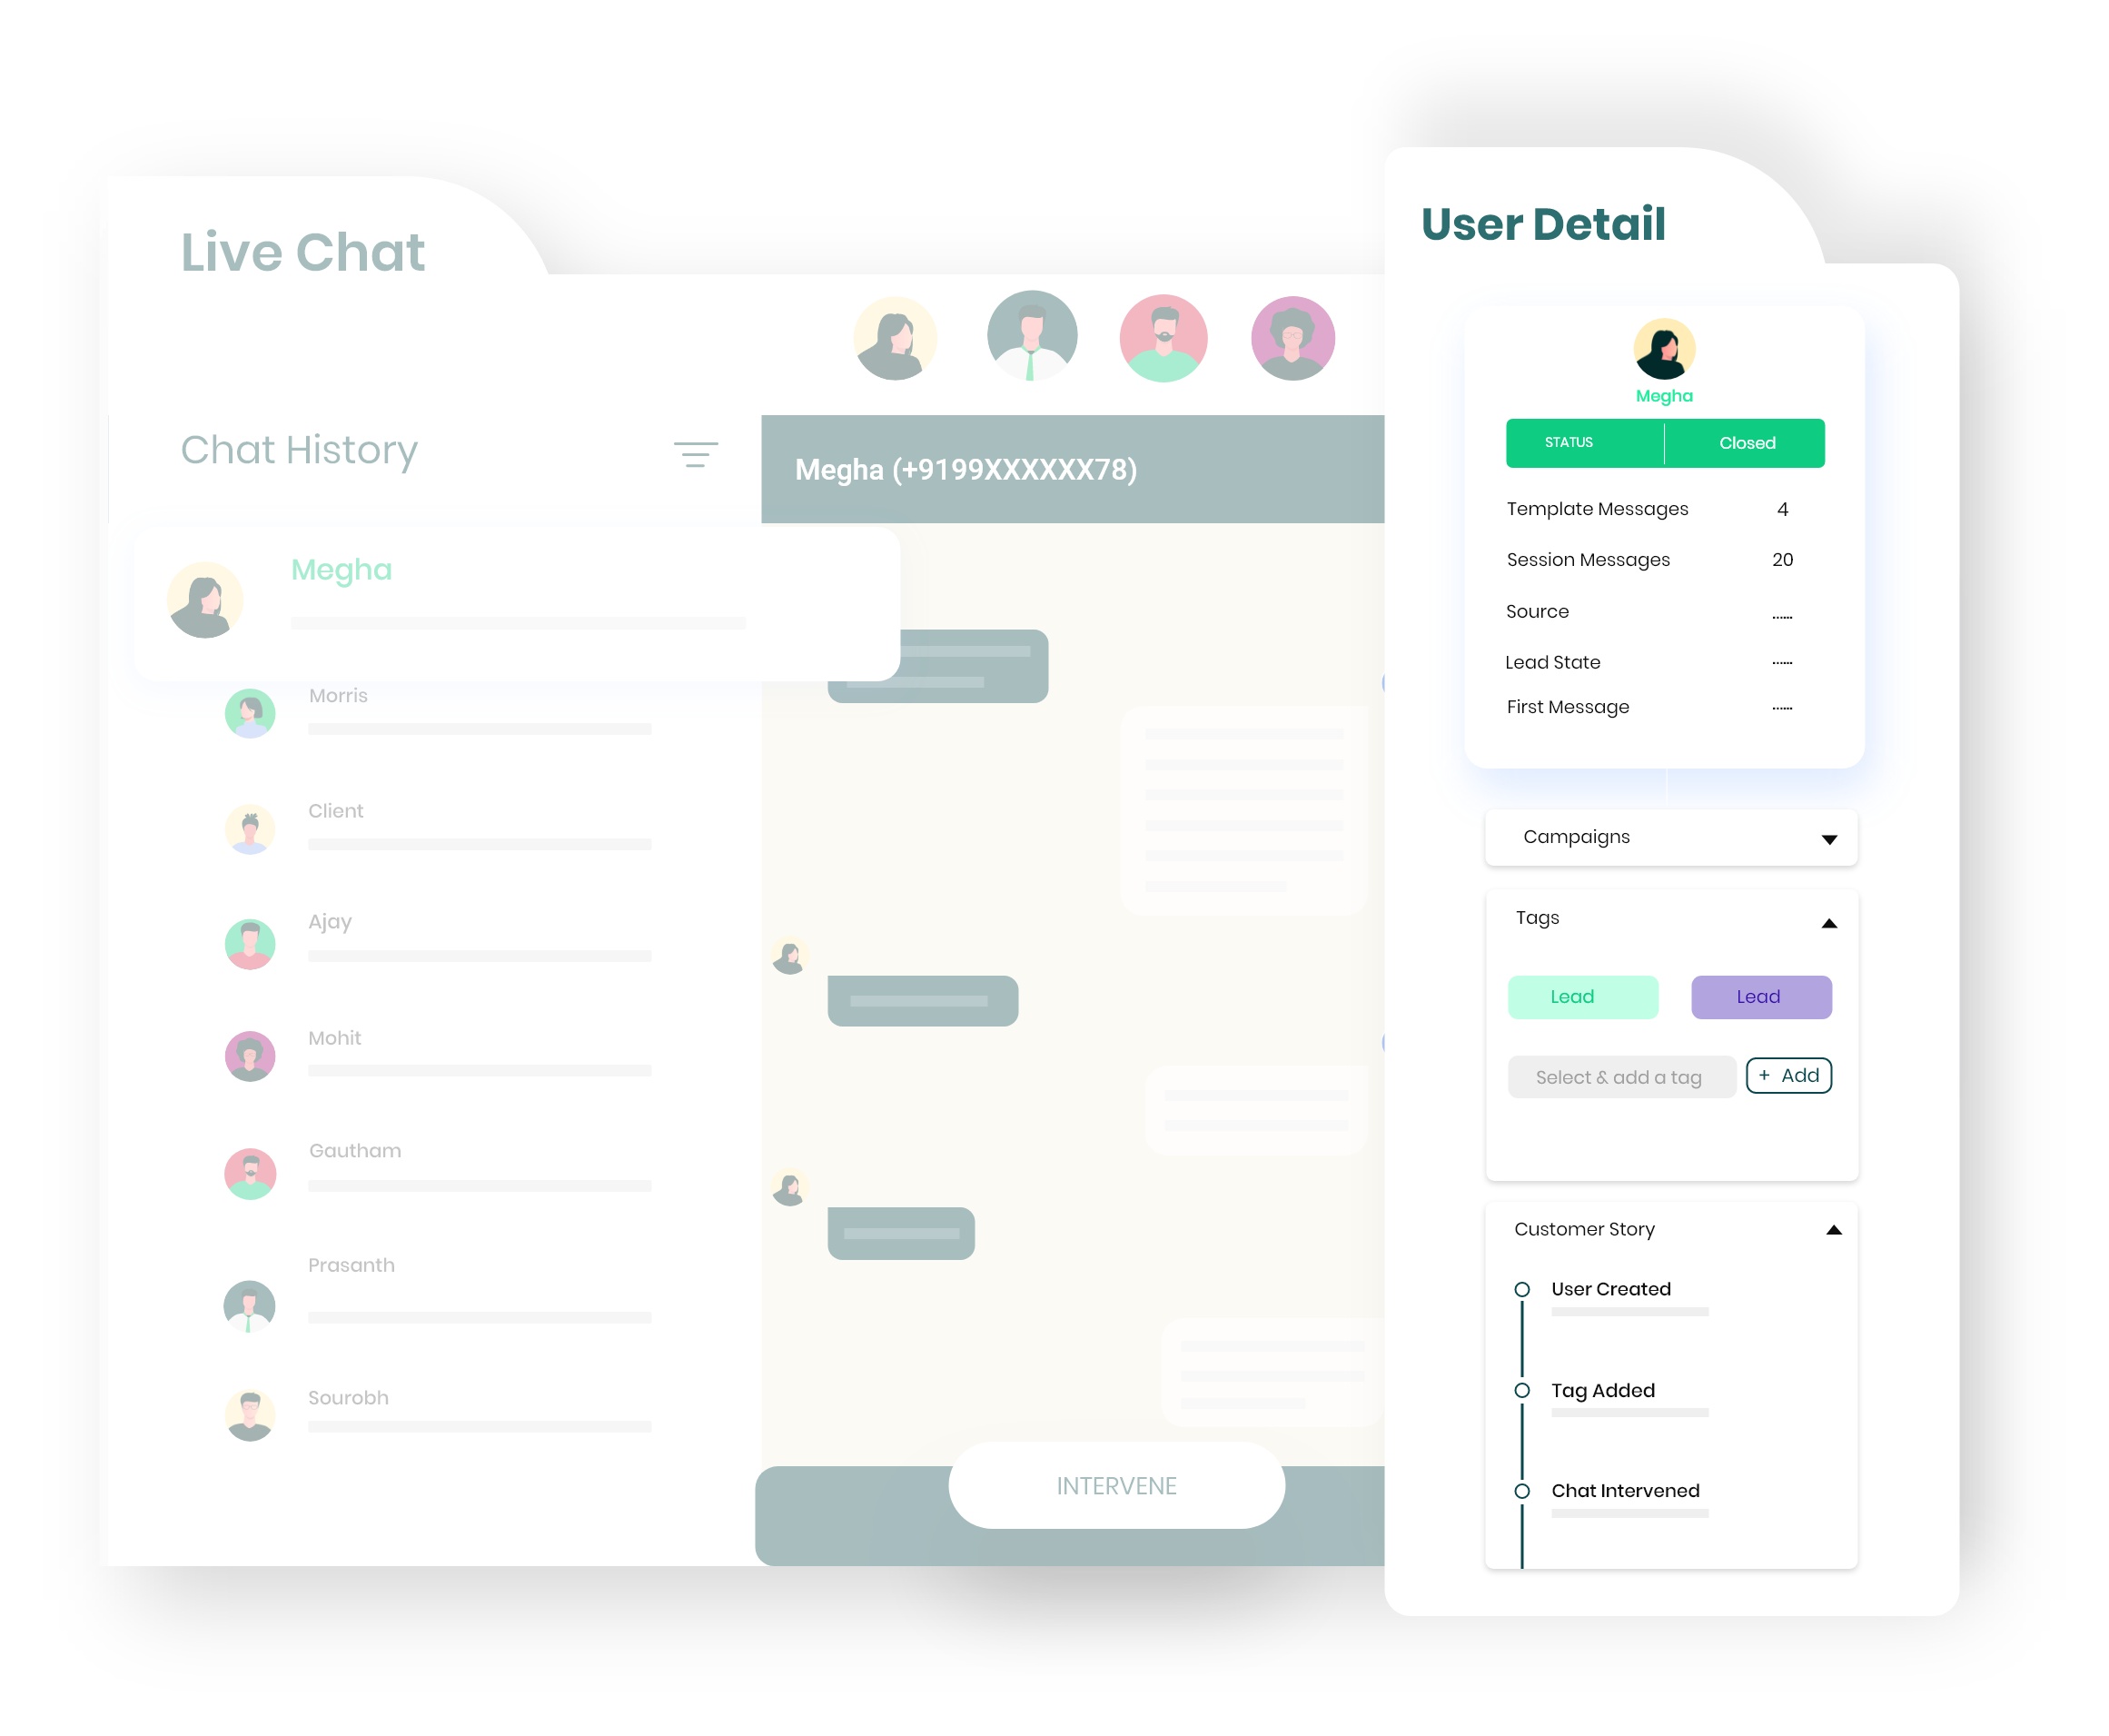 Live Chat
Chat History
Megha
Morris
Client
Ajay
Mohit
Gautham
Prasanth
Sourobh
Megha (+9199XXXXXX78)
INTERVENE
User Detail
Megha
STATUS Closed
Template Messages 4
Session Messages 20
Source ......
Lead State ......
First Message ......
Campaigns
Tags
Lead Lead
Select & add a tag + Add
Customer Story
User Created
Tag Added
Chat Intervened